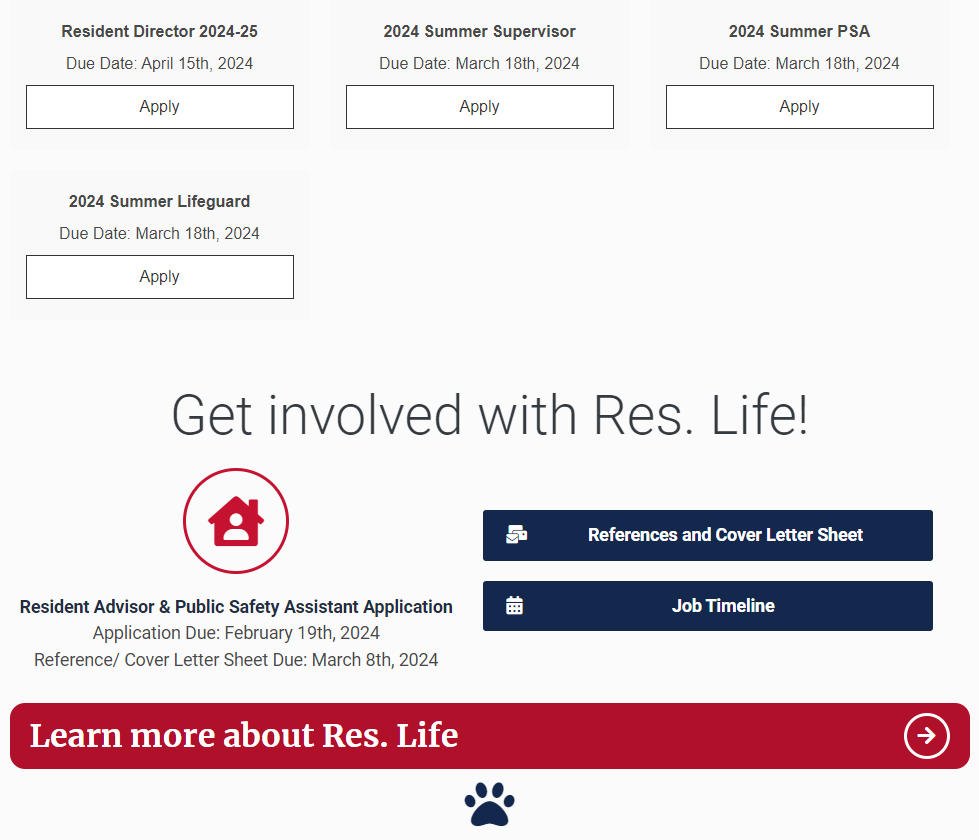 Resident Director 2024-25
Due Date: April 15th, 2024
Apply
2024 Summer Supervisor
Due Date: March 18th, 2024
Apply
2024 Summer PSA
Due Date: March 18th, 2024
Apply
2024 Summer Lifeguard
Due Date: March 18th, 2024
Apply
Get involved with Res. Life!
Resident Advisor & Public Safety Assistant Application
Application Due: February 19th, 2024
Reference/ Cover Letter Sheet Due: March 8th, 2024
References and Cover Letter Sheet
Job Timeline
Learn more about Res. Life